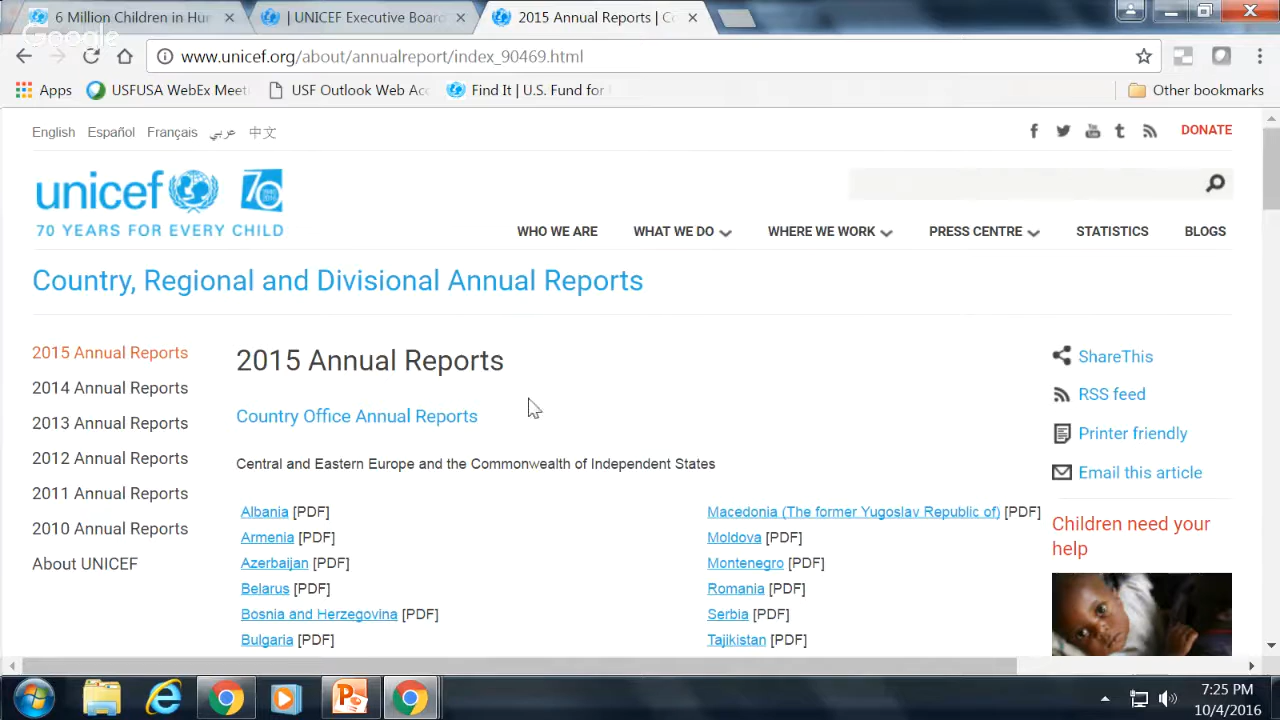 6 Million Children in Hur
| UNICEF Executive Board
2015 Annual Reports | Co
Google
www.unicef.org/about/annualreport/index_90469.html
Apps
USFUSA WebEx Meeti
USF Outlook Web Acc
Find It | U.S. Fund for
Other bookmarks
English Español Français عربي 中文
DONATE
unicef 70
70 YEARS FOR EVERY CHILD
WHO WE ARE WHAT WE DO WHERE WE WORK PRESS CENTRE STATISTICS BLOGS
Country, Regional and Divisional Annual Reports
2015 Annual Reports
2014 Annual Reports
2013 Annual Reports
2012 Annual Reports
2011 Annual Reports
2010 Annual Reports
About UNICEF
2015 Annual Reports
Country Office Annual Reports
Central and Eastern Europe and the Commonwealth of Independent States
Albania [PDF]
Armenia [PDF]
Azerbaijan [PDF]
Belarus [PDF]
Bosnia and Herzegovina [PDF]
Bulgaria [PDF]
Macedonia (The former Yugoslav Republic of) [PDF]
Moldova [PDF]
Montenegro [PDF]
Romania [PDF]
Serbia [PDF]
Tajikistan [PDF]
ShareThis
RSS feed
Printer friendly
Email this article
Children need your
help
7:25 PM
10/4/2016